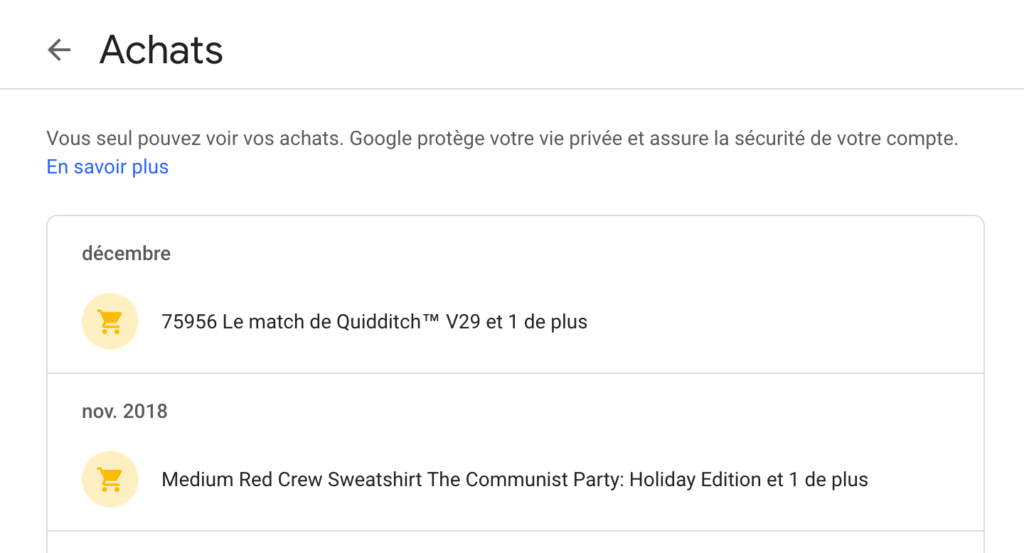 Achats
Vous seul pouvez voir vos achats. Google protège votre vie privée et assure la sécurité de votre compte.
En savoir plus
décembre
75956 Le match de Quidditch™ V29 et 1 de plus
nov. 2018
Medium Red Crew Sweatshirt The Communist Party: Holiday Edition et 1 de plus